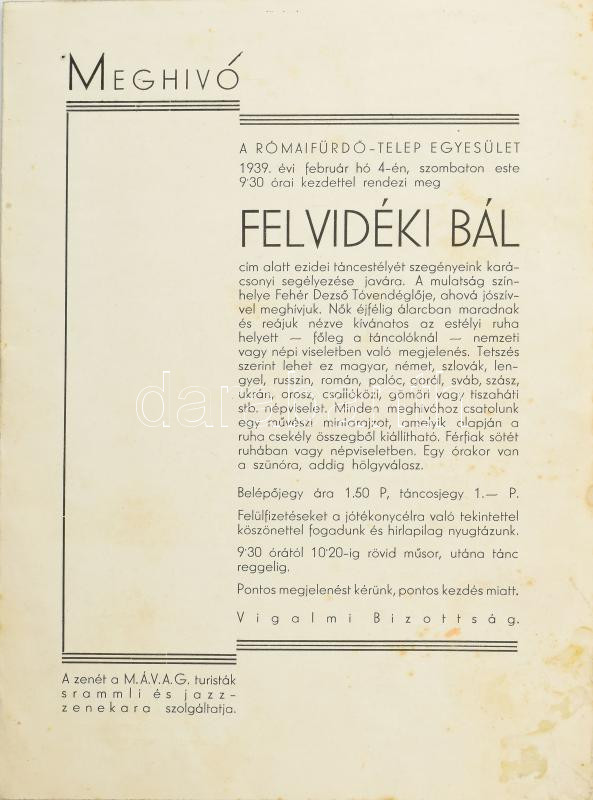 MEGHIVÓ
A RÓMAIFÜRDŐ-TELEP EGYESÜLET
1939. évi február hó 4-én, szombaton este
9·30 órai kezdettel rendezi meg
FELVIDÉKI BÁL
cím alatt ezidei táncestélyét szegényeink kará-
csonyi segélyezése javára. A mulatság szín-
helye Fehér Dezső Tóvendéglője, ahová jószív-
vel meghívjuk. Nők éjfélig álarcban maradnak
és reájuk nézve kívánatos az estélyi ruha
helyett — főleg a táncolóknál — nemzeti
vagy népi viseletben való megjelenés. Tetszés
szerint lehet ez magyar, német, szlovák, len-
gyel, russzin, román, palóc, goról, sváb, szász,
ukrán, orosz, csallóközi, gömöri vagy tiszaháti
stb. népviselet. Minden meghívóhoz csatolunk
egy művészi mintarajzot, amelyik alapján a
ruha csekély összegből kiállítható. Férfiak sötét
ruhában vagy népviseletben. Egy órakor van
a szünóra, addig hölgyválasz.
Belépőjegy ára 1.50 P, táncosjegy 1.— P.
Felülfizetéseket a jótékonycélra való tekintettel
köszönettel fogadunk és hirlapilag nyugtázunk.
9·30 órától 10·20-ig rövid műsor, utána tánc
reggelig.
Pontos megjelenést kérünk, pontos kezdés miatt.
Vigalmi Bizottság.
A zenét a M.Á.V.A.G. turisták
srammli és jazz-
zenekara szolgáltatja.